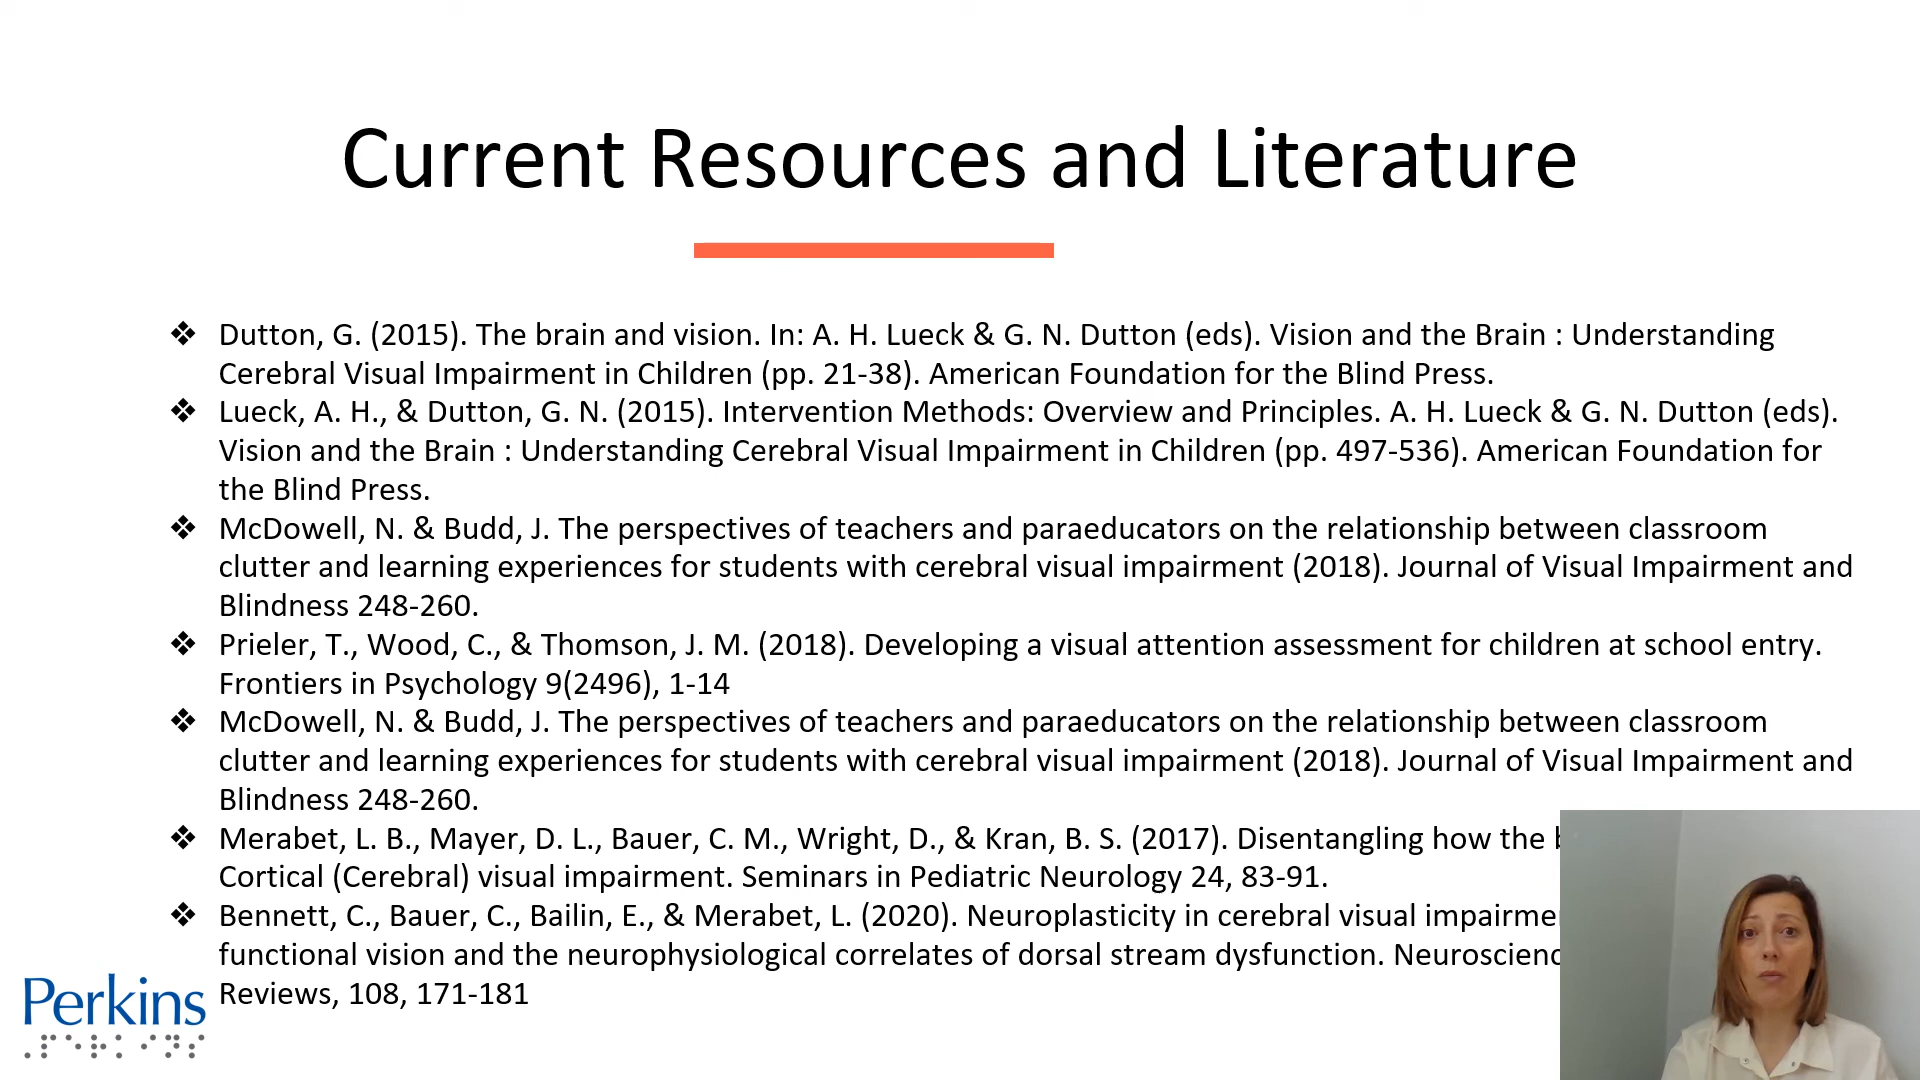 Current Resources and Literature
❖ Dutton, G. (2015). The brain and vision. In: A. H. Lueck & G. N. Dutton (eds). Vision and the Brain : Understanding
Cerebral Visual Impairment in Children (pp. 21-38). American Foundation for the Blind Press.
❖ Lueck, A. H., & Dutton, G. N. (2015). Intervention Methods: Overview and Principles. A. H. Lueck & G. N. Dutton (eds).
Vision and the Brain : Understanding Cerebral Visual Impairment in Children (pp. 497-536). American Foundation for
the Blind Press.
❖ McDowell, N. & Budd, J. The perspectives of teachers and paraeducators on the relationship between classroom
clutter and learning experiences for students with cerebral visual impairment (2018). Journal of Visual Impairment and
Blindness 248-260.
❖ Prieler, T., Wood, C., & Thomson, J. M. (2018). Developing a visual attention assessment for children at school entry.
Frontiers in Psychology 9(2496), 1-14
❖ McDowell, N. & Budd, J. The perspectives of teachers and paraeducators on the relationship between classroom
clutter and learning experiences for students with cerebral visual impairment (2018). Journal of Visual Impairment and
Blindness 248-260.
❖ Merabet, L. B., Mayer, D. L., Bauer, C. M., Wright, D., & Kran, B. S. (2017). Disentangling how the
Cortical (Cerebral) visual impairment. Seminars in Pediatric Neurology 24, 83-91.
❖ Bennett, C., Bauer, C., Bailin, E., & Merabet, L. (2020). Neuroplasticity in cerebral visual
functional vision and the neurophysiological correlates of dorsal stream dysfunction.
Reviews, 108, 171-181
Perkins